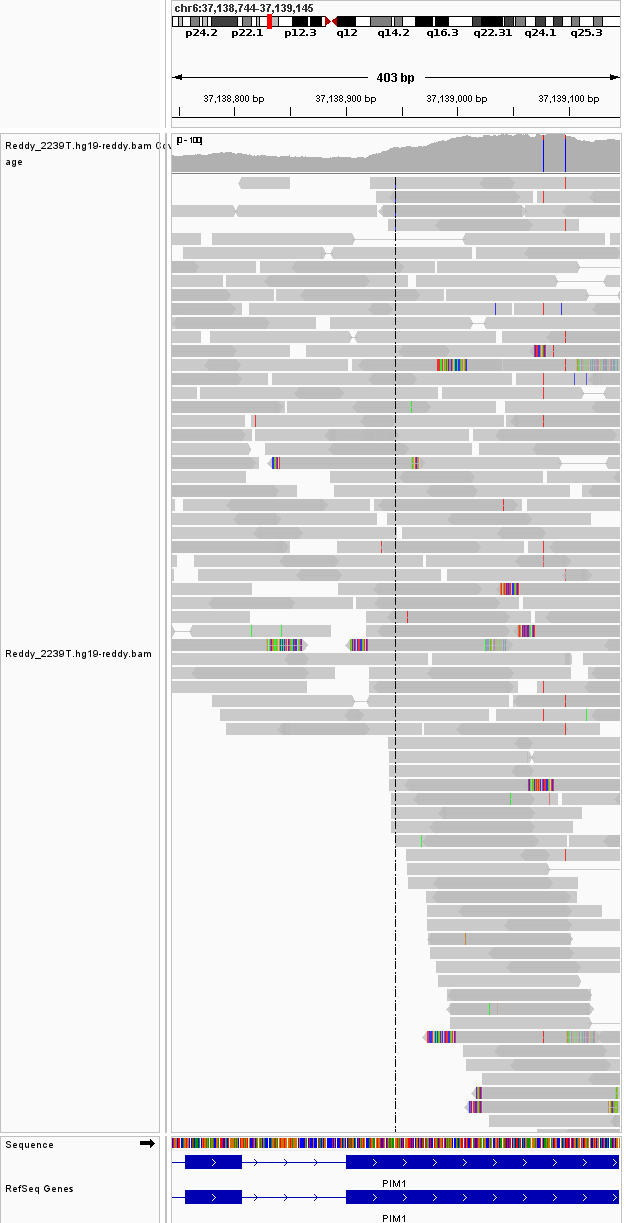 chr6:37,138,744-37,139,145
p24.2 p22.1 p12.3 q12 q14.2 q16.3 q22.31 q24.1 q25.3
403 bp
37,138,800 bp 37,138,900 bp 37,139,000 bp 37,139,100 bp
Reddy_2239T.hg19-reddy.bam Cov
age
[0 - 100]
Reddy_2239T.hg19-reddy.bam
Sequence
PIM1
RefSeq Genes
PIM1